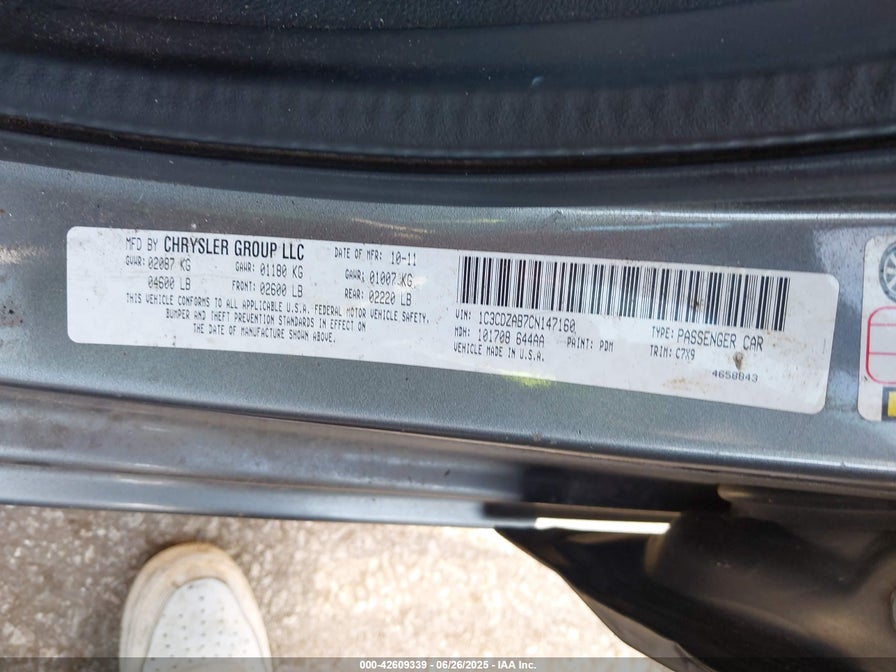 MFD BY CHRYSLER GROUP LLC DATE OF MFR: 10-11
GVWR: 02087 KG GAWR: 01180 KG GAWR: 01007 KG
04600 LB FRONT: 02600 LB REAR: 02220 LB
THIS VEHICLE CONFORMS TO ALL APPLICABLE U.S.A. FEDERAL MOTOR VEHICLE SAFETY,
BUMPER AND THEFT PREVENTION STANDARDS IN EFFECT ON
THE DATE OF MANUFACTURE SHOWN ABOVE.
VIN: 1C3CDZAB7CN147160 TYPE: PASSENGER CAR
MDH: 101708 644AA PAINT: PDM TRIM: C7X9
VEHICLE MADE IN U.S.A. 4658843
000-42609339 - 06/26/2025 - IAA Inc.